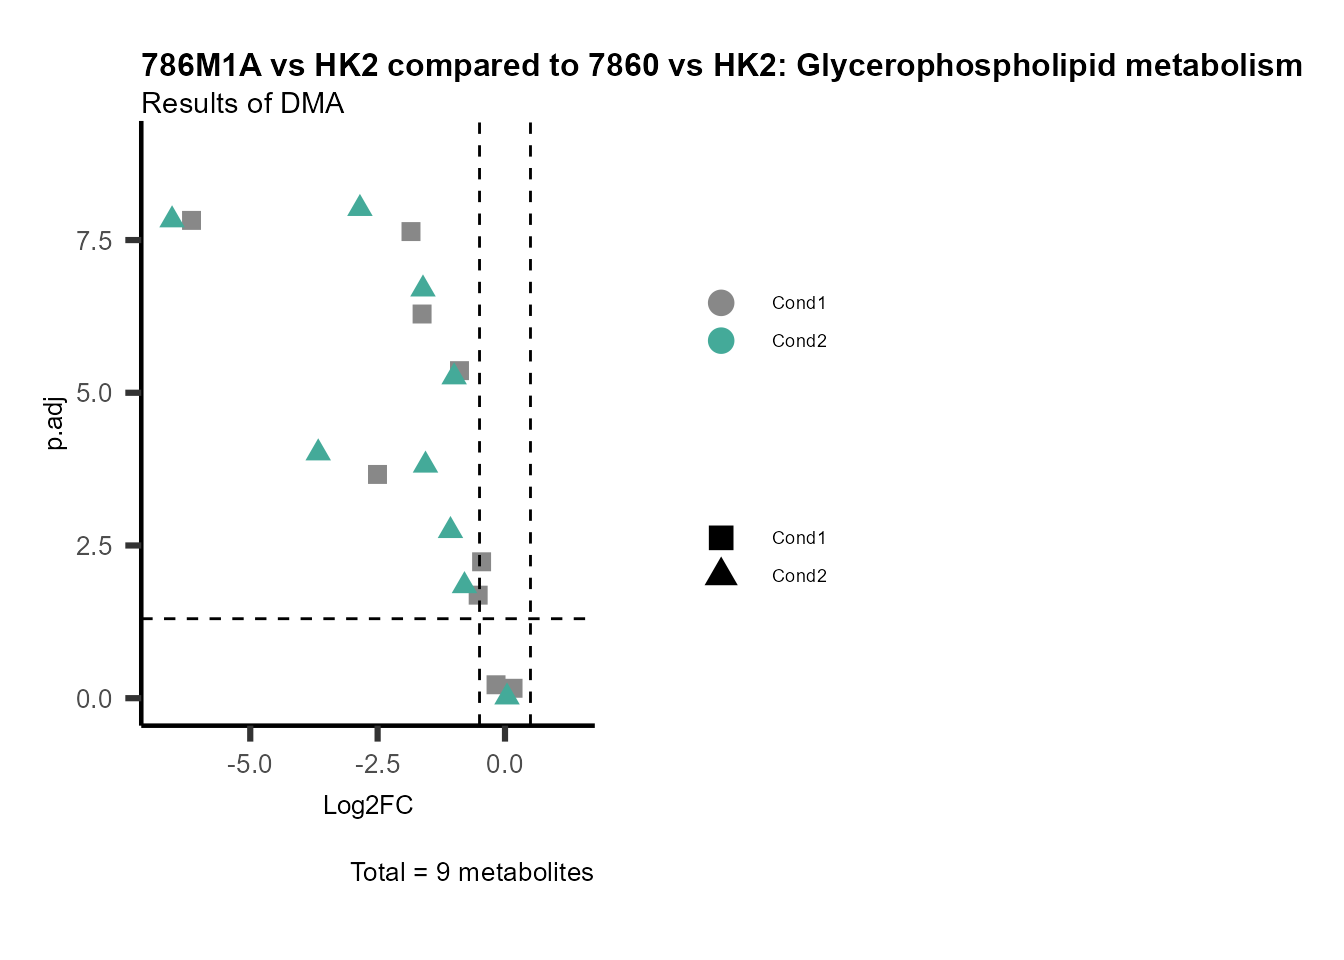 786M1A vs HK2 compared to 7860 vs HK2: Glycerophospholipid metabolism
Results of DMA
7.5
5.0
2.5
0.0
p.adj
-5.0
-2.5
0.0
Log2FC
Total = 9 metabolites
Cond1
Cond2
Cond1
Cond2